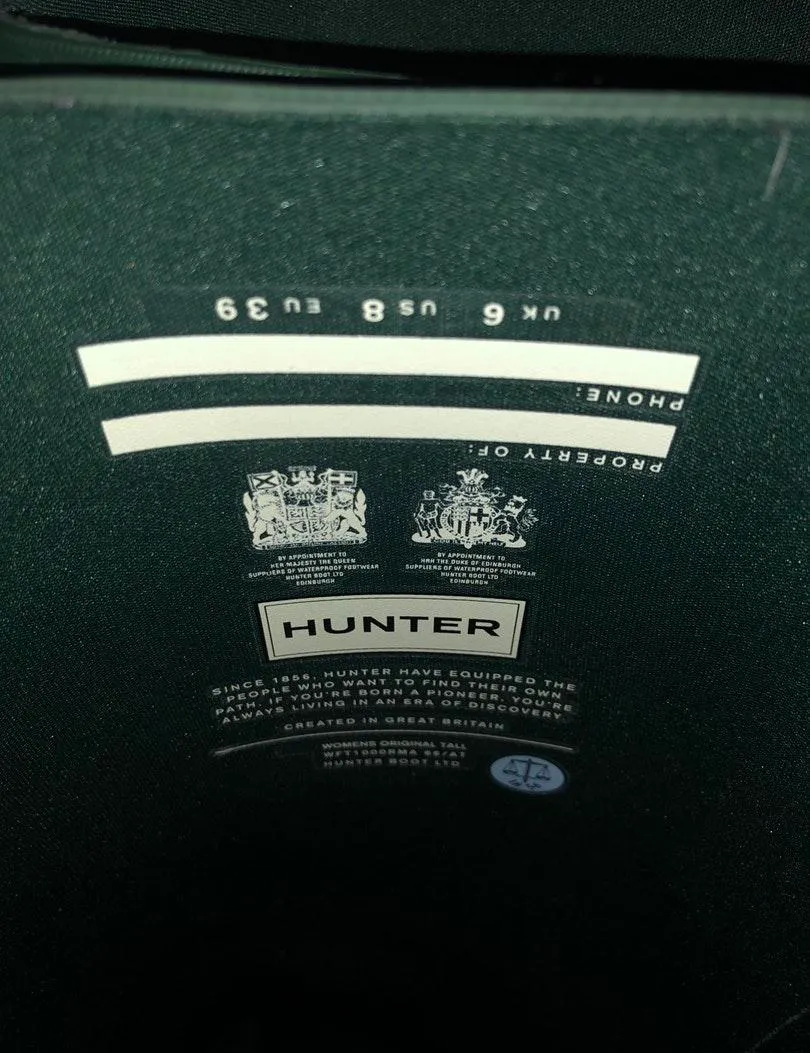 UK 6 US 8 EU 39
PHONE:
PROPERTY OF:
BY APPOINTMENT TO
HER MAJESTY THE QUEEN
SUPPLIERS OF WATERPROOF FOOTWEAR
HUNTER BOOT LTD
EDINBURGH
BY APPOINTMENT TO
HRH THE DUKE OF EDINBURGH
SUPPLIERS OF WATERPROOF FOOTWEAR
HUNTER BOOT LTD
EDINBURGH
HUNTER
SINCE 1856, HUNTER HAVE EQUIPPED THE
PEOPLE WHO WANT TO FIND THEIR OWN
PATH. IF YOU'RE BORN A PIONEER, YOU'RE
ALWAYS LIVING IN AN ERA OF DISCOVERY.
CREATED IN GREAT BRITAIN
WOMENS ORIGINAL TALL
WFT1000RMA
HUNTER BOOT LTD